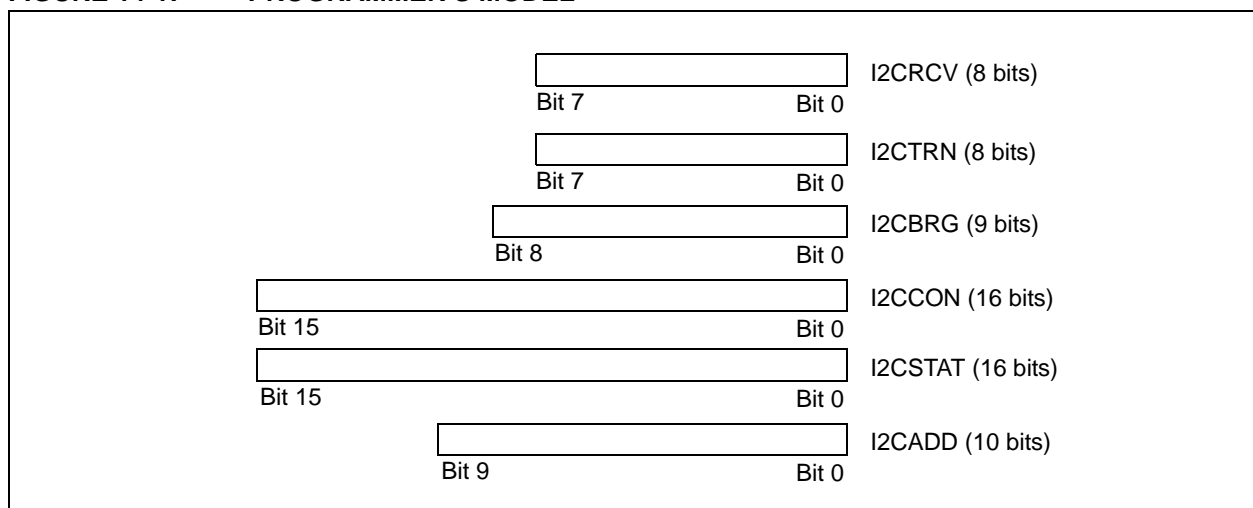 I2CRCV (8 bits)
Bit 7 Bit 0
I2CTRN (8 bits)
Bit 7 Bit 0
I2CBRG (9 bits)
Bit 8 Bit 0
I2CCON (16 bits)
Bit 15 Bit 0
I2CSTAT (16 bits)
Bit 15 Bit 0
I2CADD (10 bits)
Bit 9 Bit 0